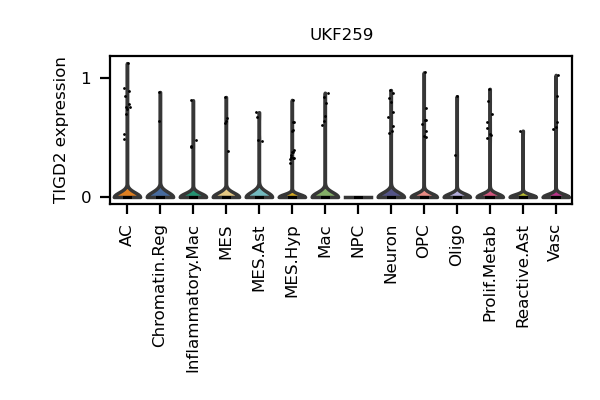 UKF259
TIGD2 expression
1
0
AC
Chromatin.Reg
Inflammatory.Mac
MES
MES.Ast
MES.Hyp
Mac
NPC
Neuron
OPC
Oligo
Prolif.Metab
Reactive.Ast
Vasc